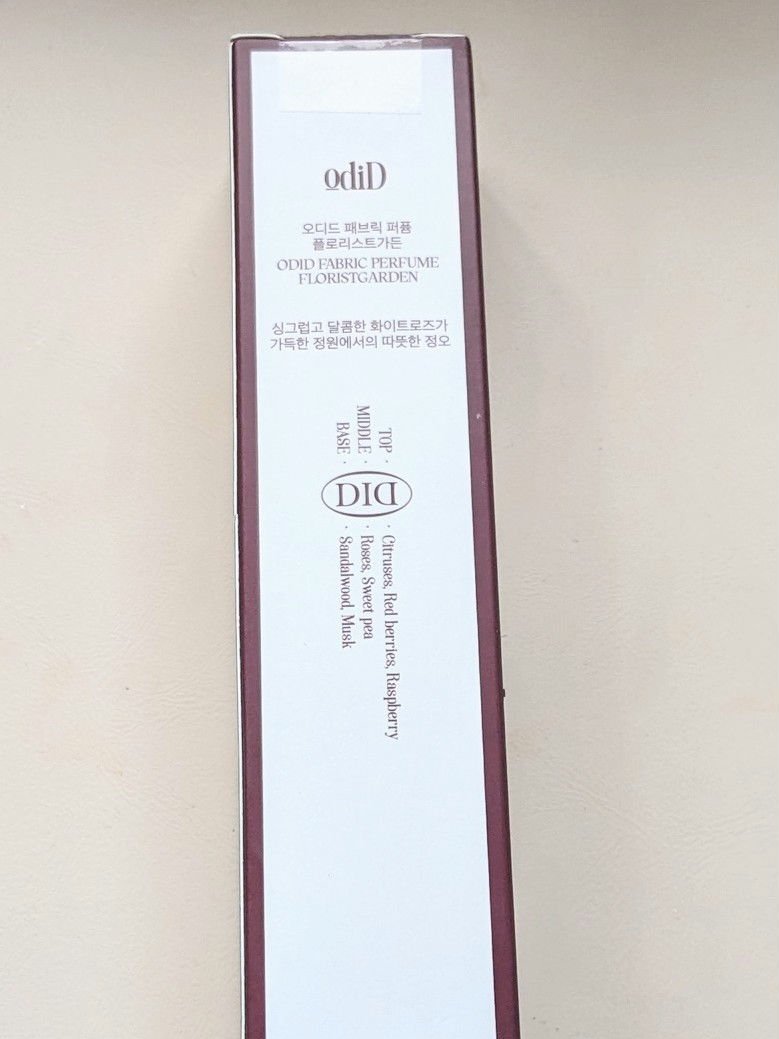 odiD
오디드 패브릭 퍼퓸
플로리스트가든
ODID FABRIC PERFUME
FLORISTGARDEN
싱그럽고 달콤한 화이트로즈가
가득한 정원에서의 따뜻한 정오
TOP · · Citruses, Red berries, Raspberry
MIDDLE · · Roses, Sweet pea
BASE · · Sandalwood, Musk
DID